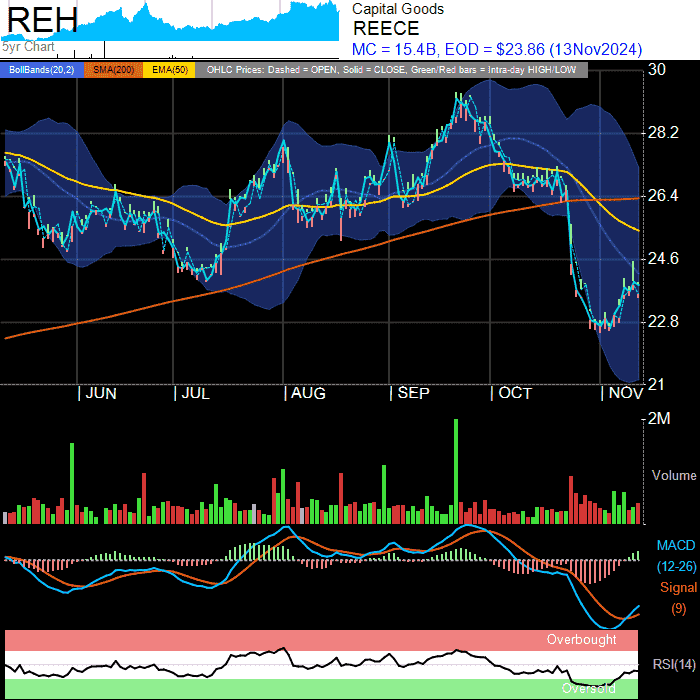 REH
5yr Chart
Capital Goods
REECE
MC = 15.4B, EOD = $23.86 (13Nov2024)
BollBands(20,2) SMA(200) EMA(50) OHLC Prices: Dashed = OPEN, Solid = CLOSE, Green/Red bars = Intra-day HIGH/LOW
30
28.2
26.4
24.6
22.8
21
JUN JUL AUG SEP OCT NOV
2M
Volume
MACD
(12-26)
Signal
(9)
Overbought
RSI(14)
Oversold